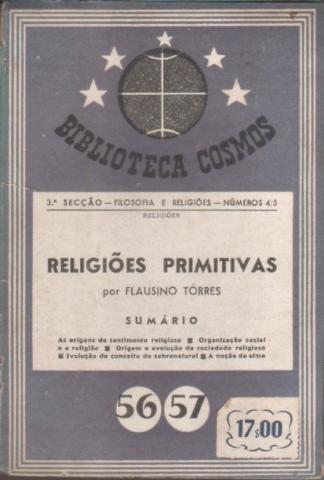 BIBLIOTECA COSMOS
3.ª SECÇÃO — FILOSOFIA E RELIGIÕES — NÚMEROS 4/5
RELIGIÕES
RELIGIÕES PRIMITIVAS
por FLAUSINO TÔRRES
SUMÁRIO
As origens do sentimento religioso ■ Organização social
e a religião ■ Origem e evolução da sociedade religiosa
■ Evolução do conceito do sobrenatural ■ A noção da alma
56 57
17$00